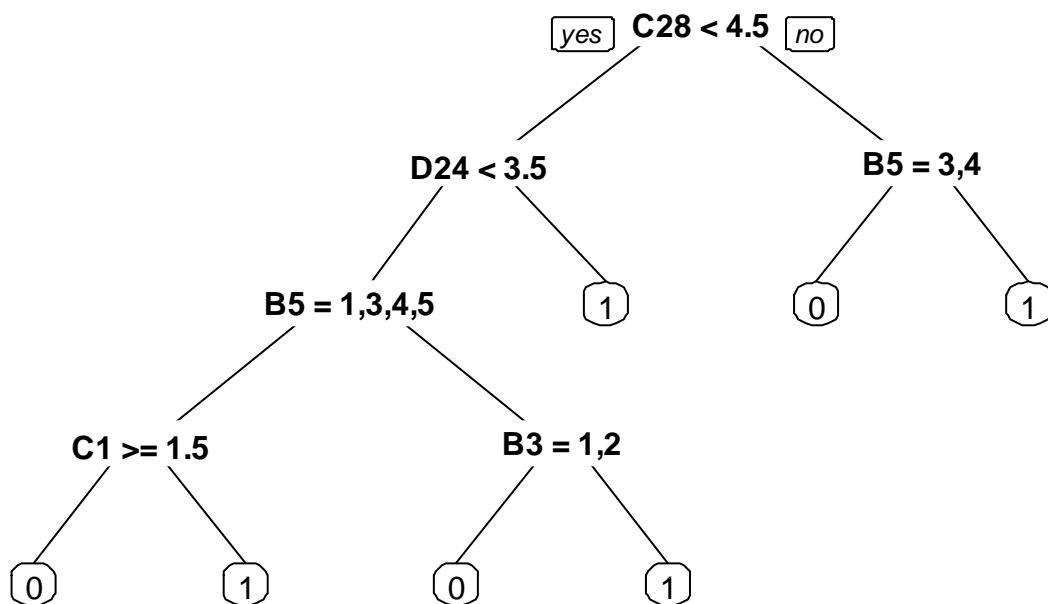 yes C28 < 4.5 no
D24 < 3.5 B5 = 3,4
B5 = 1,3,4,5 1 0 1
C1 >= 1.5 B3 = 1,2
0 1 0 1